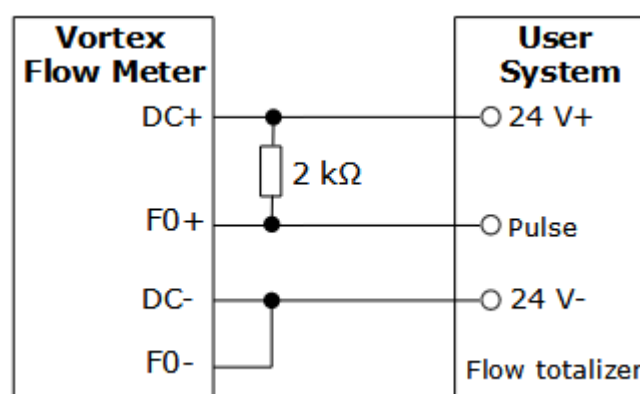 Vortex
Flow Meter
User
System
DC+
24 V+
2 kΩ
F0+
Pulse
DC-
24 V-
F0-
Flow totalizer